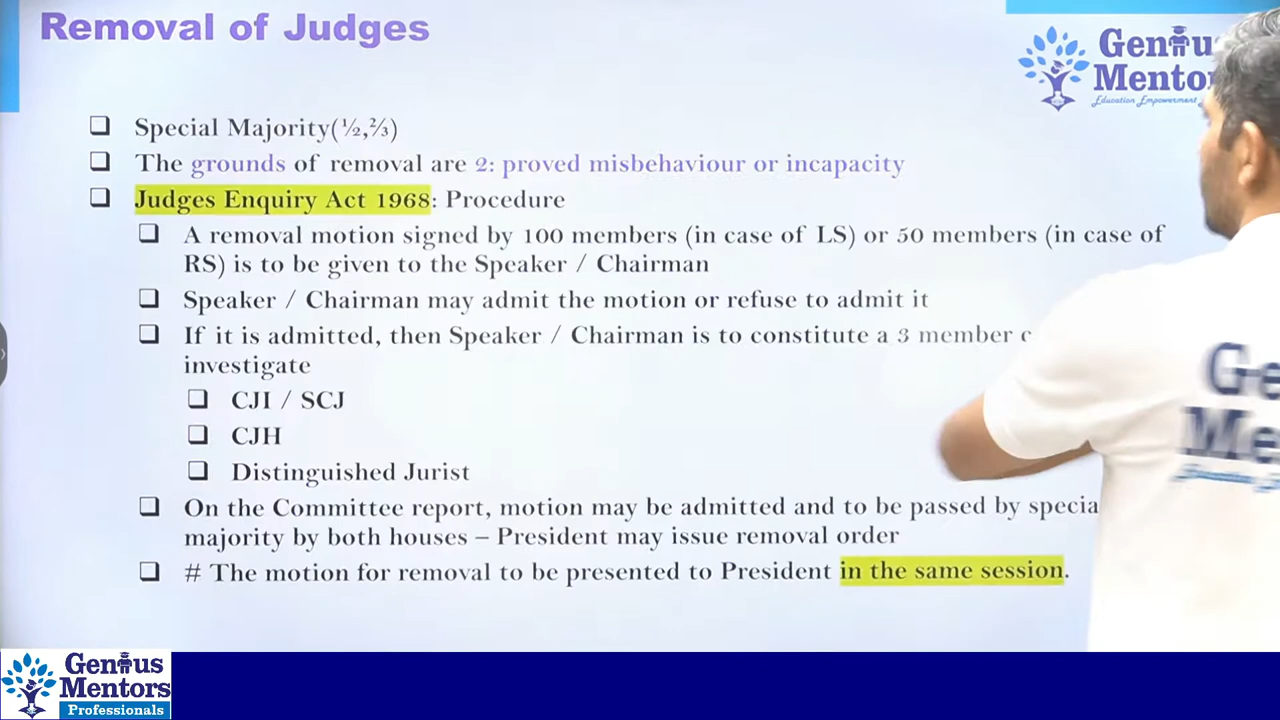 Removal of Judges
Genius
Mentor
Education Empowerment
❑ Special Majority(½,⅔)
❑ The grounds of removal are 2: proved misbehaviour or incapacity
❑ Judges Enquiry Act 1968: Procedure
❑ A removal motion signed by 100 members (in case of LS) or 50 members (in case of
RS) is to be given to the Speaker / Chairman
❑ Speaker / Chairman may admit the motion or refuse to admit it
❑ If it is admitted, then Speaker / Chairman is to constitute a 3 member
investigate
❑ CJI / SCJ
❑ CJH
❑ Distinguished Jurist
❑ On the Committee report, motion may be admitted and to be passed by specia
majority by both houses – President may issue removal order
❑ # The motion for removal to be presented to President in the same session.
Ge
Me
Genius
Mentors
Professionals